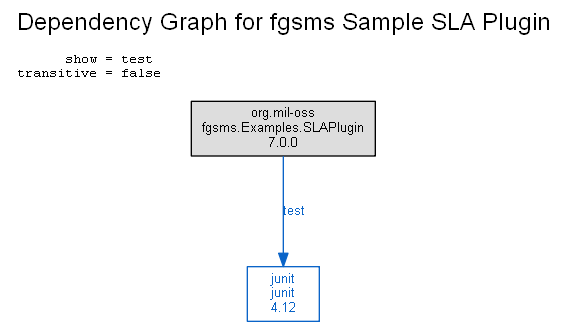 Dependency Graph for fgsms Sample SLA Plugin
show = test
transitive = false
org.mil-oss
fgsms.Examples.SLAPlugin
7.0.0
test
junit
junit
4.12